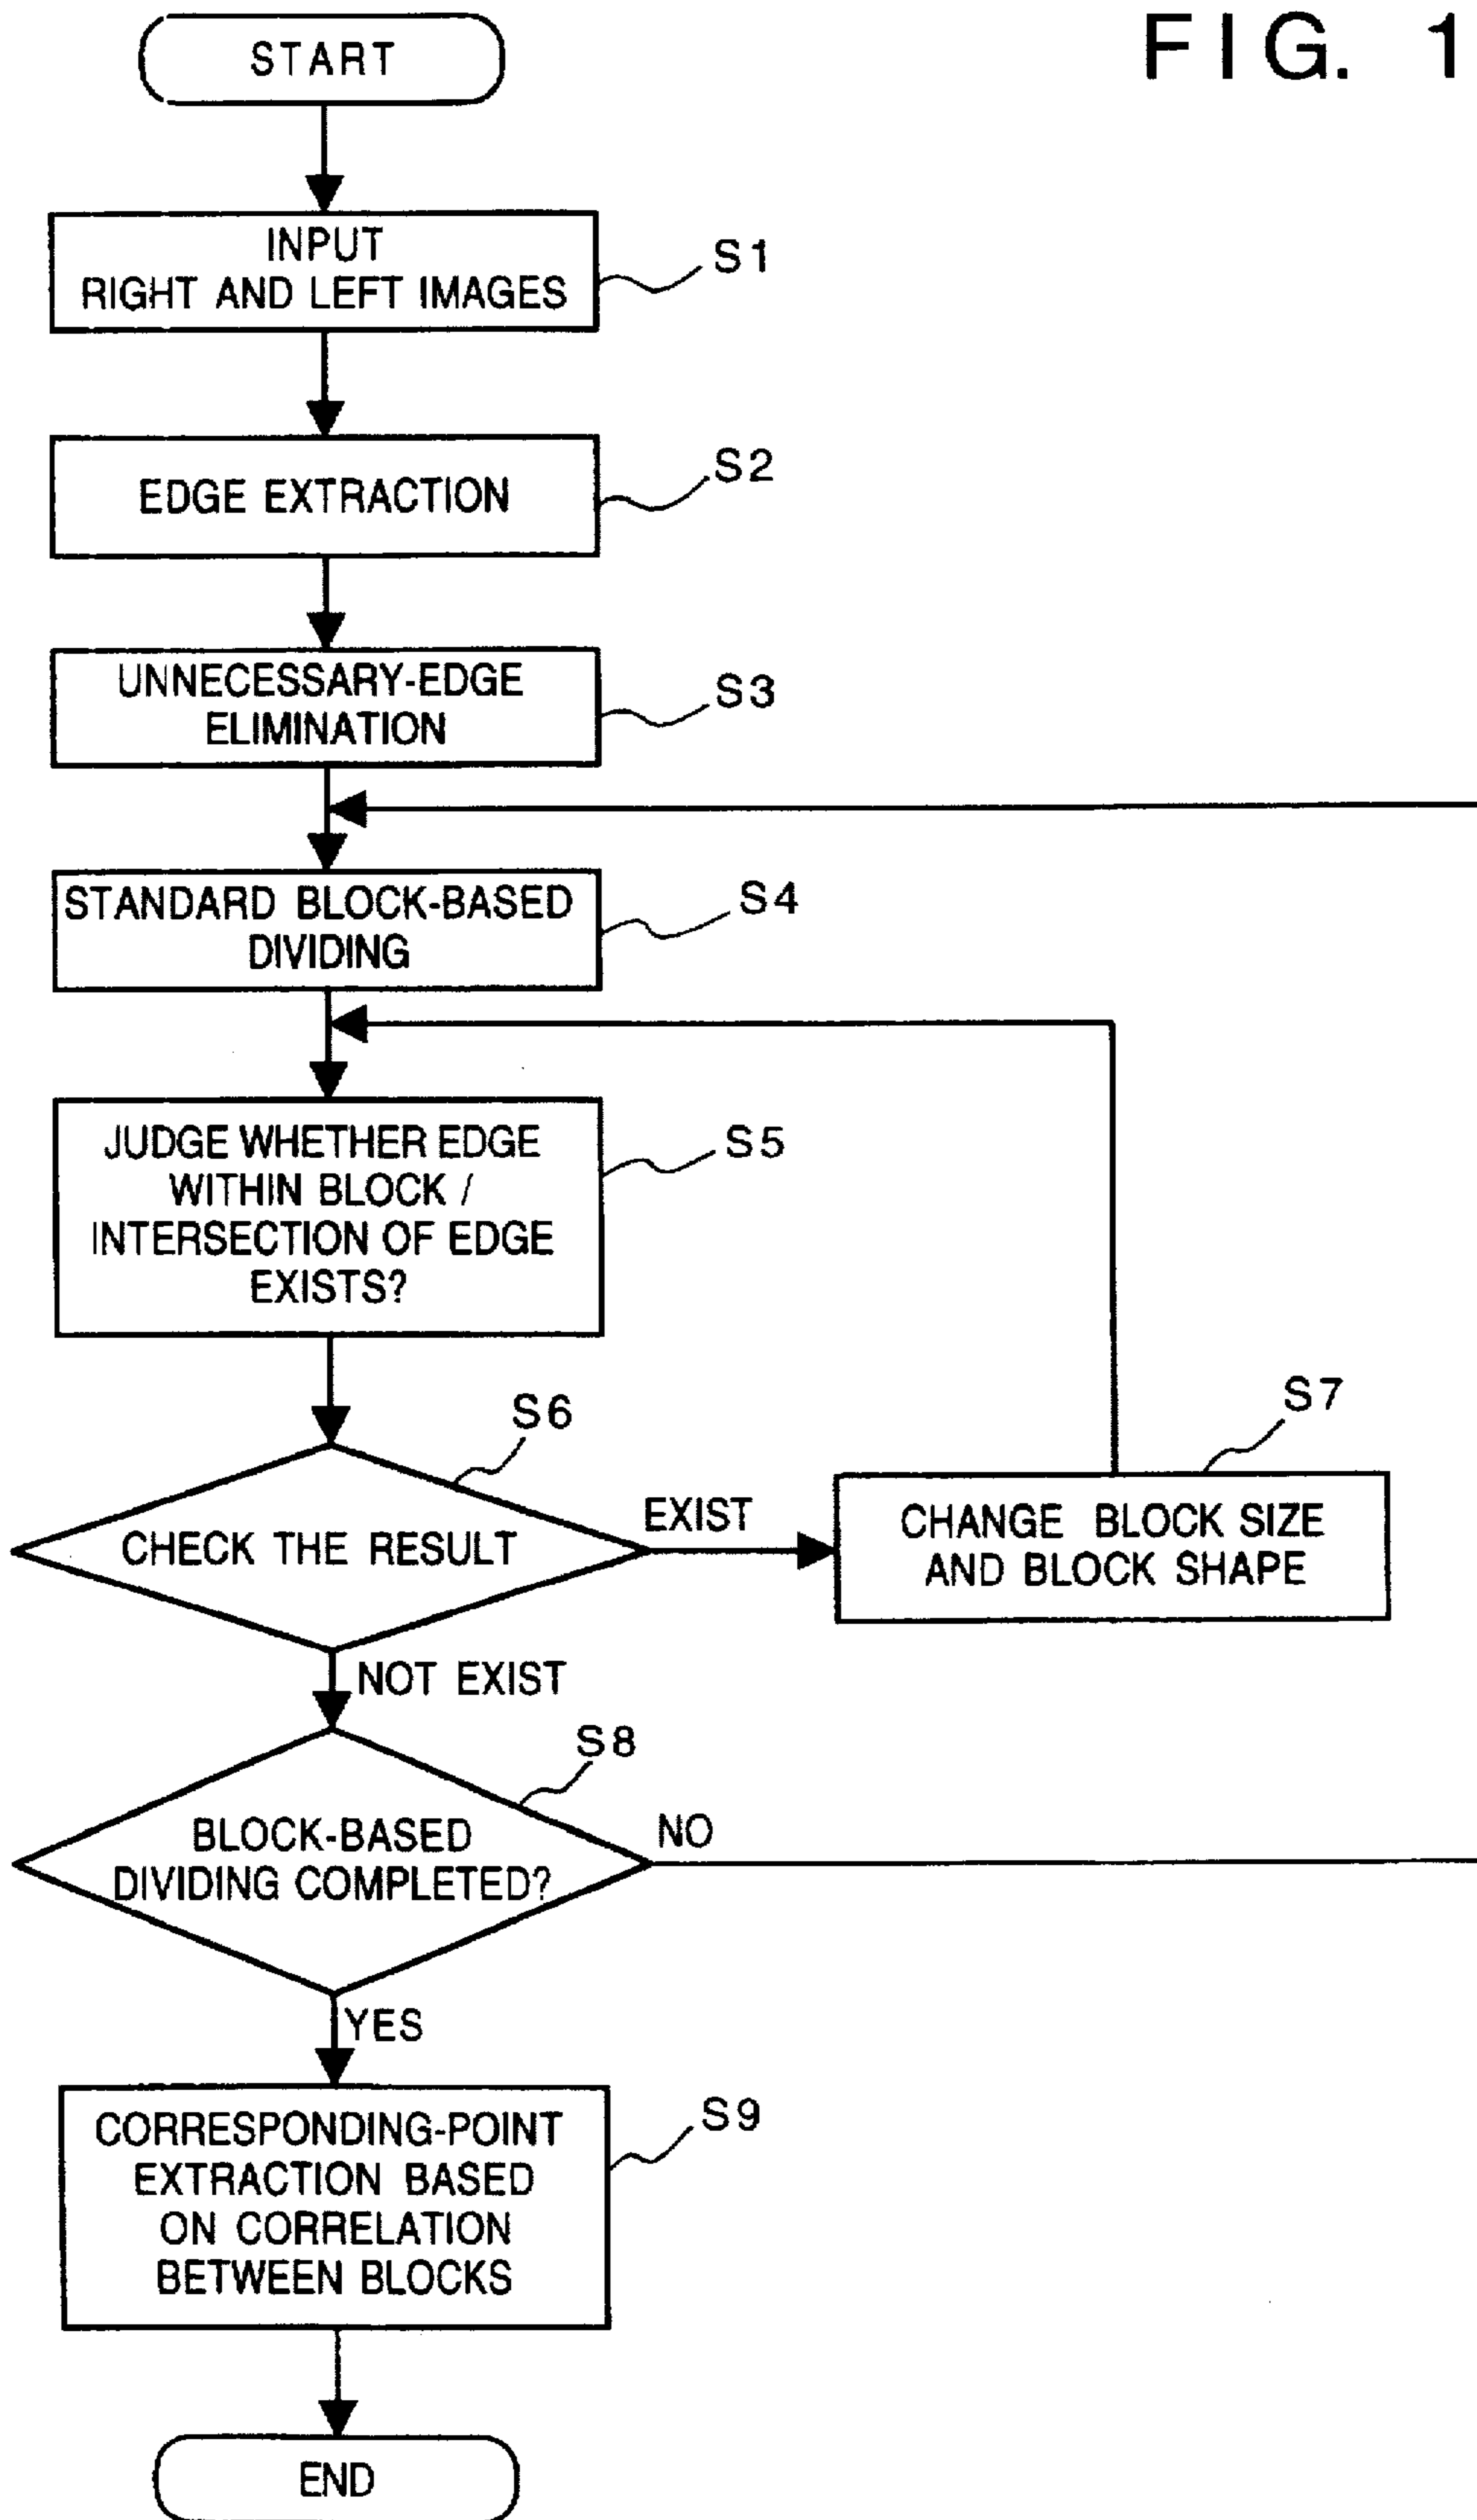 FIG. 1
START
INPUT
RIGHT AND LEFT IMAGES
S1
EDGE EXTRACTION
S2
UNNECESSARY-EDGE
ELIMINATION
S3
STANDARD BLOCK-BASED
DIVIDING
S4
JUDGE WHETHER EDGE
WITHIN BLOCK /
INTERSECTION OF EDGE
EXISTS?
S5
S6
CHECK THE RESULT
EXIST
S7
CHANGE BLOCK SIZE
AND BLOCK SHAPE
NOT EXIST
S8
BLOCK-BASED
DIVIDING COMPLETED?
NO
YES
CORRESPONDING-POINT
EXTRACTION BASED
ON CORRELATION
BETWEEN BLOCKS
S9
END